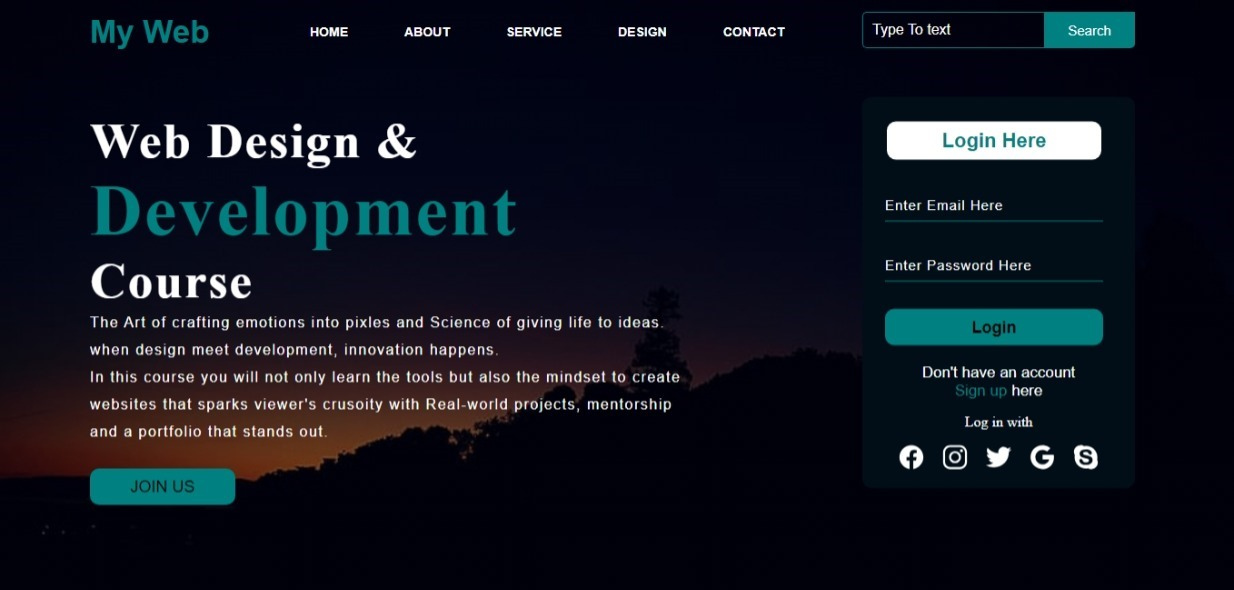 My Web
HOME ABOUT SERVICE DESIGN CONTACT
Type To text Search
Web Design &
Development
Course
The Art of crafting emotions into pixles and Science of giving life to ideas.
when design meet development, innovation happens.
In this course you will not only learn the tools but also the mindset to create
websites that sparks viewer's crusoity with Real-world projects, mentorship
and a portfolio that stands out.
JOIN US
Login Here
Enter Email Here
Enter Password Here
Login
Don't have an account
Sign up here
Log in with